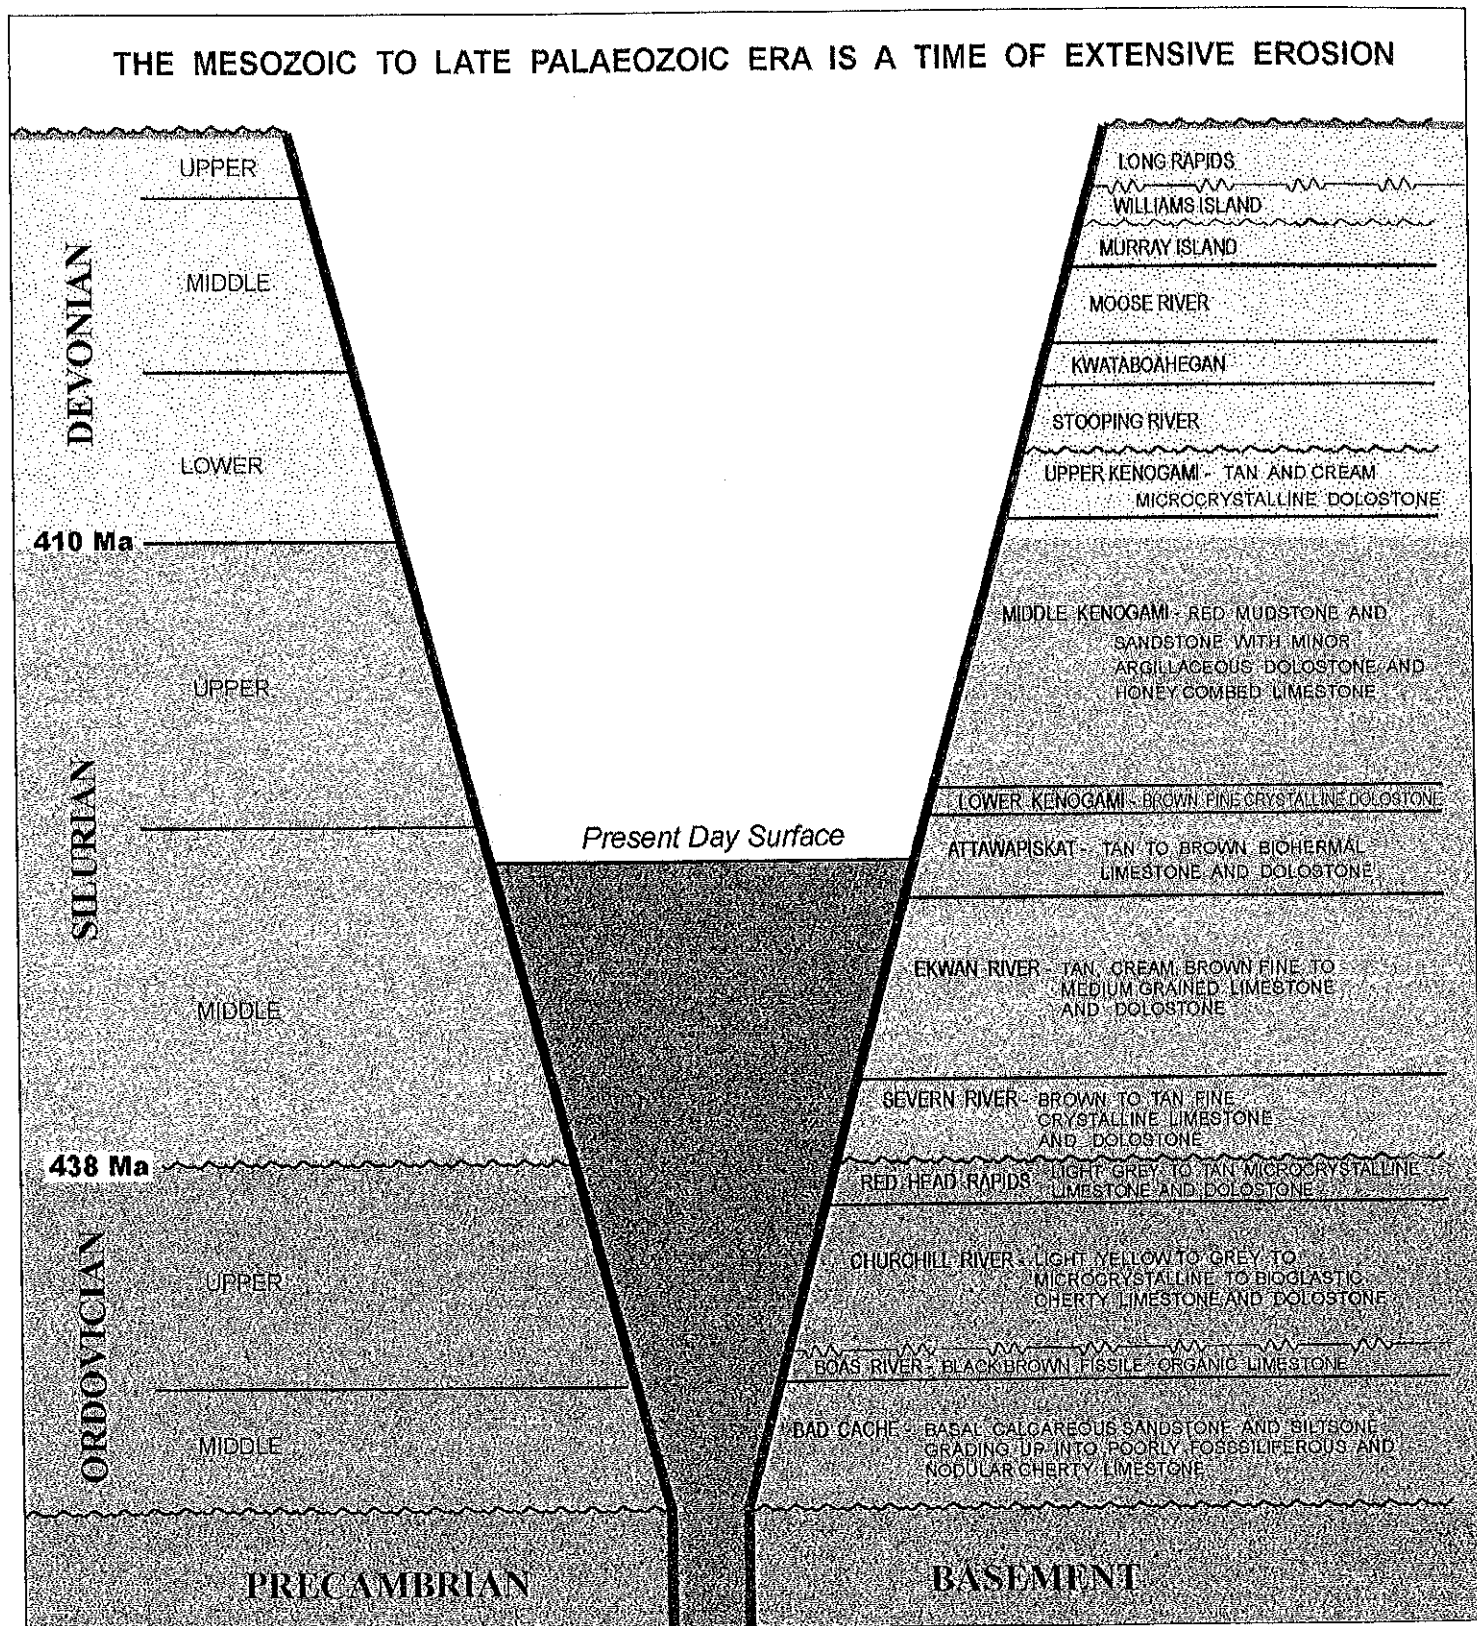 THE MESOZOIC TO LATE PALAEOZOIC ERA IS A TIME OF EXTENSIVE EROSION
DEVONIAN
UPPER
MIDDLE
LOWER
410 Ma
SILURIAN
UPPER
MIDDLE
438 Ma
ORDOVICIAN
UPPER
MIDDLE
Present Day Surface
LONG RAPIDS
WILLIAMS ISLAND
MURRAY ISLAND
MOOSE RIVER
KWATABOAHEGAN
STOOPING RIVER
UPPER KENOGAMI - TAN AND CREAM
MICROCRYSTALLINE DOLOSTONE
MIDDLE KENOGAMI - RED MUDSTONE AND
SANDSTONE WITH MINOR
ARGILLACEOUS DOLOSTONE AND
HONEY COMBED LIMESTONE
LOWER KENOGAMI - BROWN FINE CRYSTALLINE DOLOSTONE
ATTAWAPISKAT - TAN TO BROWN BIOHERMAL
LIMESTONE AND DOLOSTONE
EKWAN RIVER - TAN, CREAM, BROWN FINE TO
MEDIUM GRAINED LIMESTONE
AND DOLOSTONE
SEVERN RIVER - BROWN TO TAN FINE
CRYSTALLINE LIMESTONE
AND DOLOSTONE
RED HEAD RAPIDS - LIGHT GREY TO TAN MICROCRYSTALLINE
LIMESTONE AND DOLOSTONE
CHURCHILL RIVER - LIGHT YELLOW TO GREY TO
MICROCRYSTALLINE TO BIOCLASTIC
CHERTY LIMESTONE AND DOLOSTONE
BOAS RIVER - BLACK BROWN FISSILE ORGANIC LIMESTONE
BAD CACHE - BASAL CALCAREOUS SANDSTONE AND SILTSONE
GRADING UP INTO POORLY FOSSSILIFEROUS AND
NODULAR CHERTY LIMESTONE
PRECAMBRIAN BASEMENT